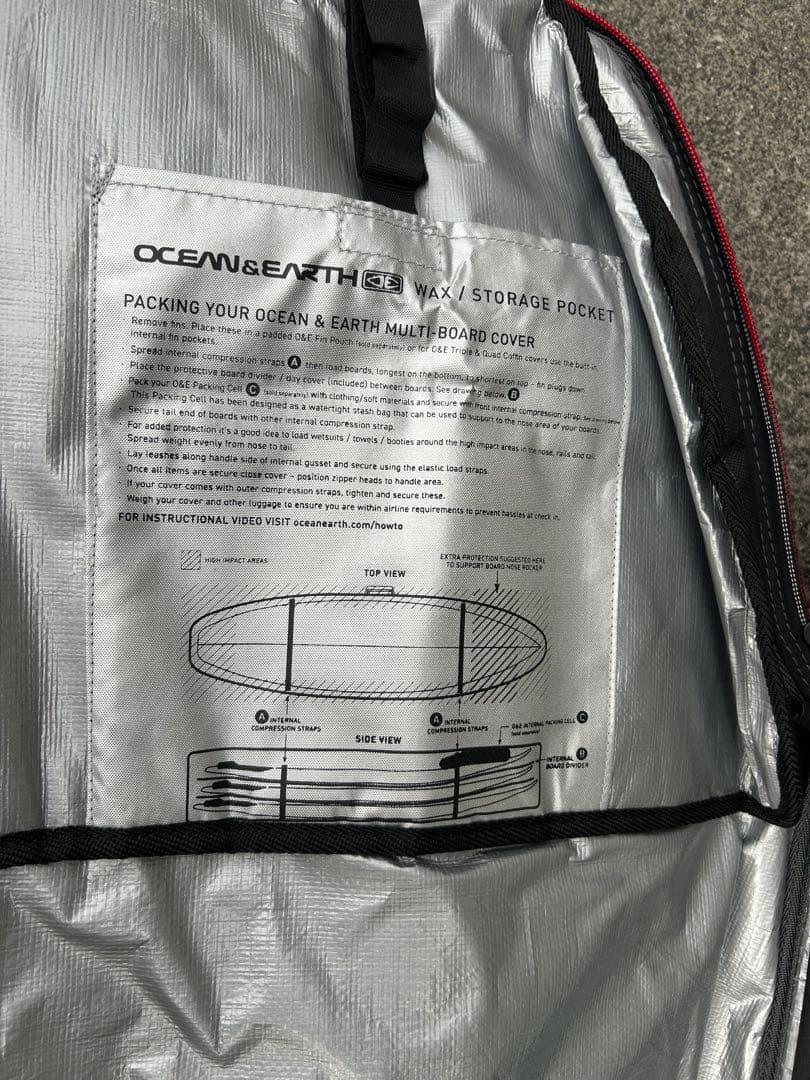 OCEAN & EARTH WAX / STORAGE POCKET
PACKING YOUR OCEAN & EARTH MULTI-BOARD COVER
· Remove fins. Place these in a padded O&E Fin Pouch (sold separately) or for O&E Triple & Quad Coffin covers use the built-in
internal fin pockets.
· Spread internal compression straps A then load boards, longest on the bottom, to shortest on top - fin plugs down.
· Place the protective board divider / day cover (included) between boards. See drawing below. B
· Pack your O&E Packing Cell C (sold separately) with clothing/soft materials and secure with front internal compression strap. See drawing below
This Packing Cell has been designed as a watertight stash bag that can be used to support to the nose area of your boards.
· Secure tail end of boards with other internal compression strap.
· For added protection it's a good idea to load wetsuits / towels / booties around the high impact areas in the nose, rails and tail.
Spread weight evenly from nose to tail.
· Lay leashes along handle side of internal gusset and secure using the elastic load straps.
· Once all items are secure close cover - position zipper heads to handle area.
· If your cover comes with outer compression straps, tighten and secure these.
· Weigh your cover and other luggage to ensure you are within airline requirements to prevent hassles at check in.
FOR INSTRUCTIONAL VIDEO VISIT oceanearth.com/howto
HIGH IMPACT AREAS
EXTRA PROTECTION SUGGESTED HERE
TO SUPPORT BOARD NOSE ROCKER
TOP VIEW
A INTERNAL
COMPRESSION STRAPS
A INTERNAL
COMPRESSION STRAPS
O&E INTERNAL PACKING CELL C
(sold separately)
SIDE VIEW
INTERNAL B
BOARD DIVIDER